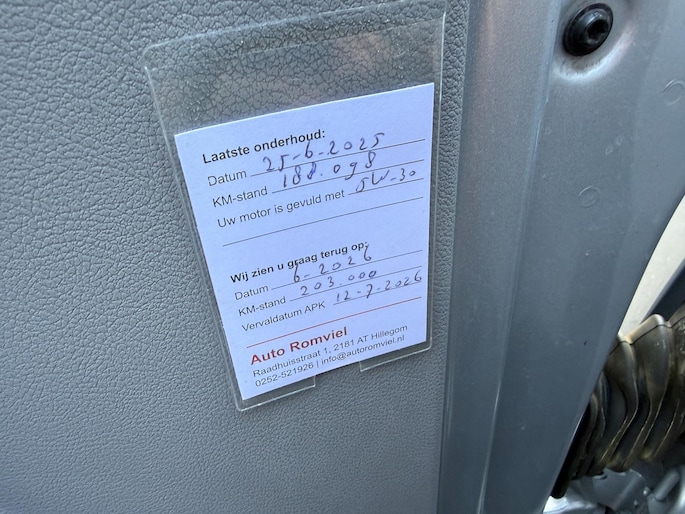 Laatste onderhoud:
Datum 25-6-2025
KM-stand 188.098
Uw motor is gevuld met 5W-30
Wij zien u graag terug op:
Datum 6-2026
KM-stand 203.000
Vervaldatum APK 12-7-2026
Auto Romviel
Raadhuisstraat 1, 2181 AT Hillegom
0252-521926 | info@autoromviel.nl